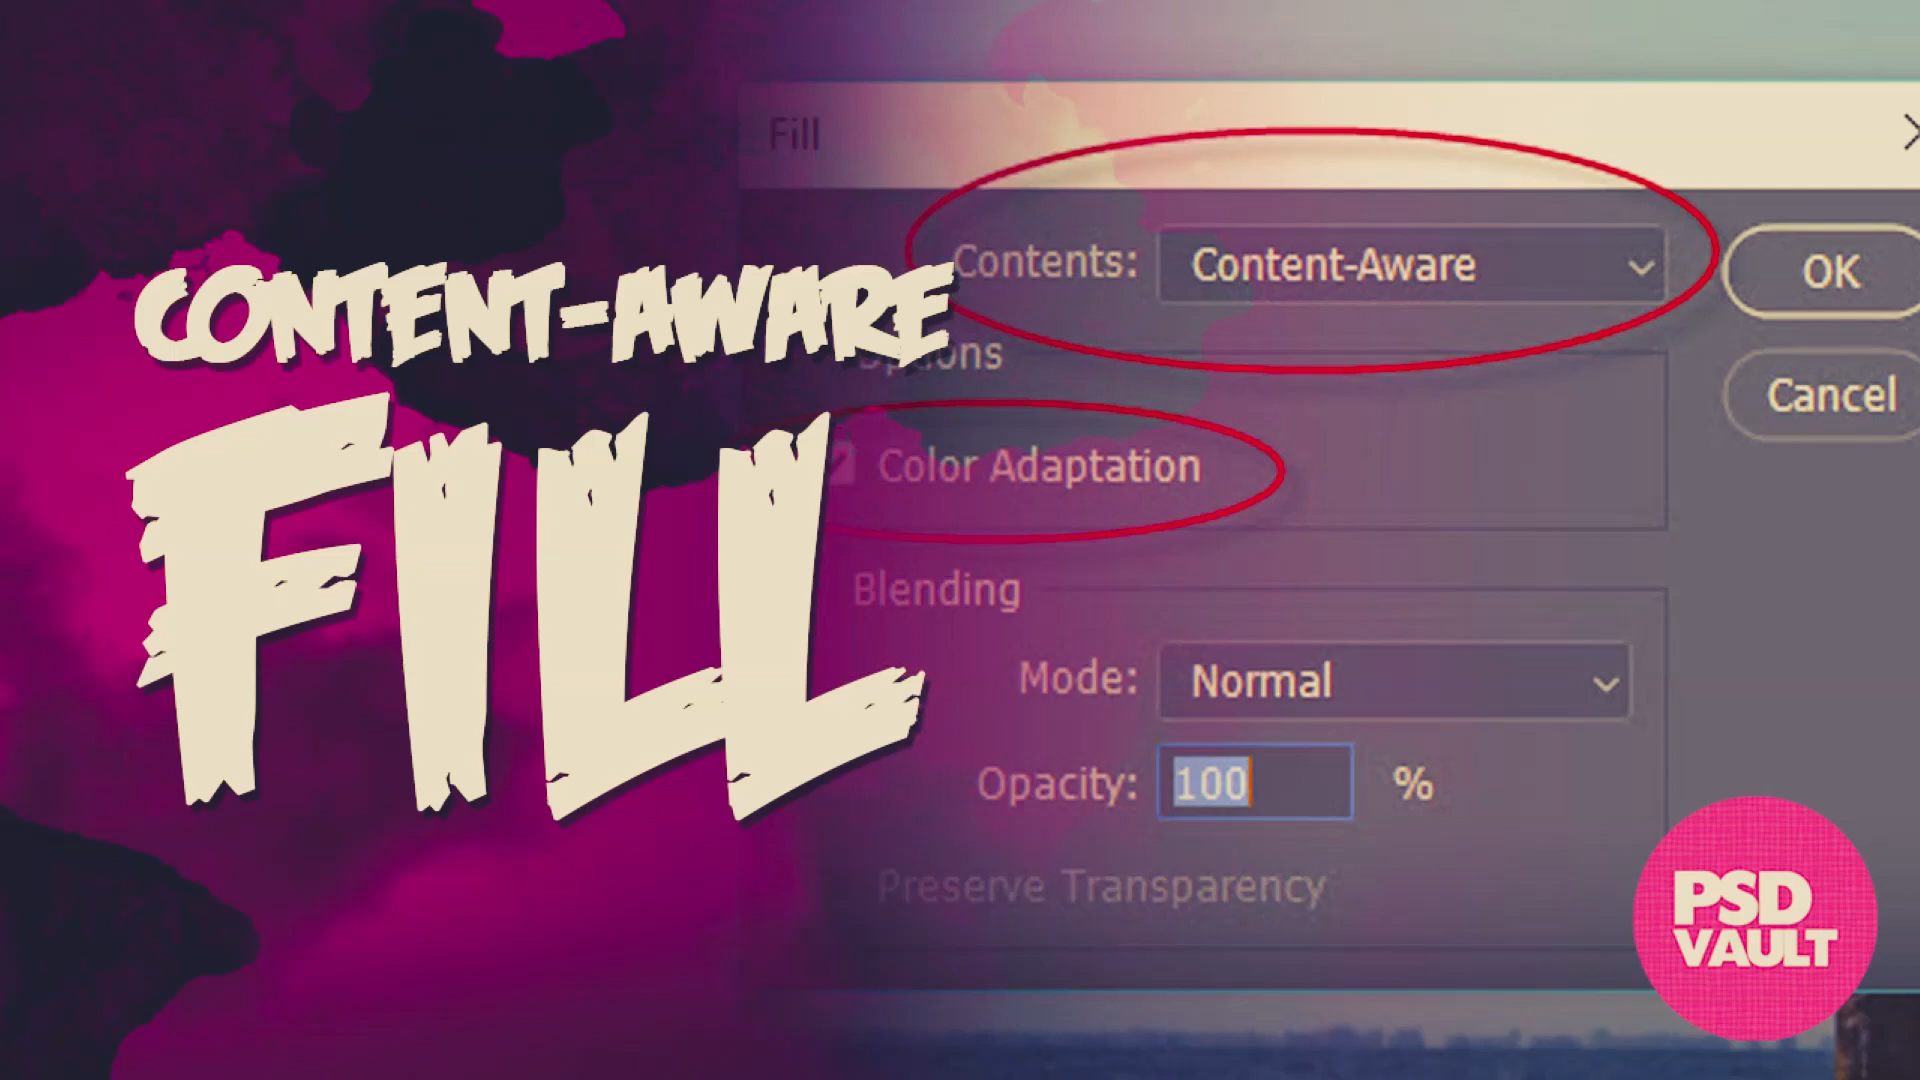 CONTENT-AWARE
FILL
Fill
Contents: Content-Aware
OK
Options
Cancel
Color Adaptation
Blending
Mode: Normal
Opacity: 100 %
Preserve Transparency
PSD
VAULT